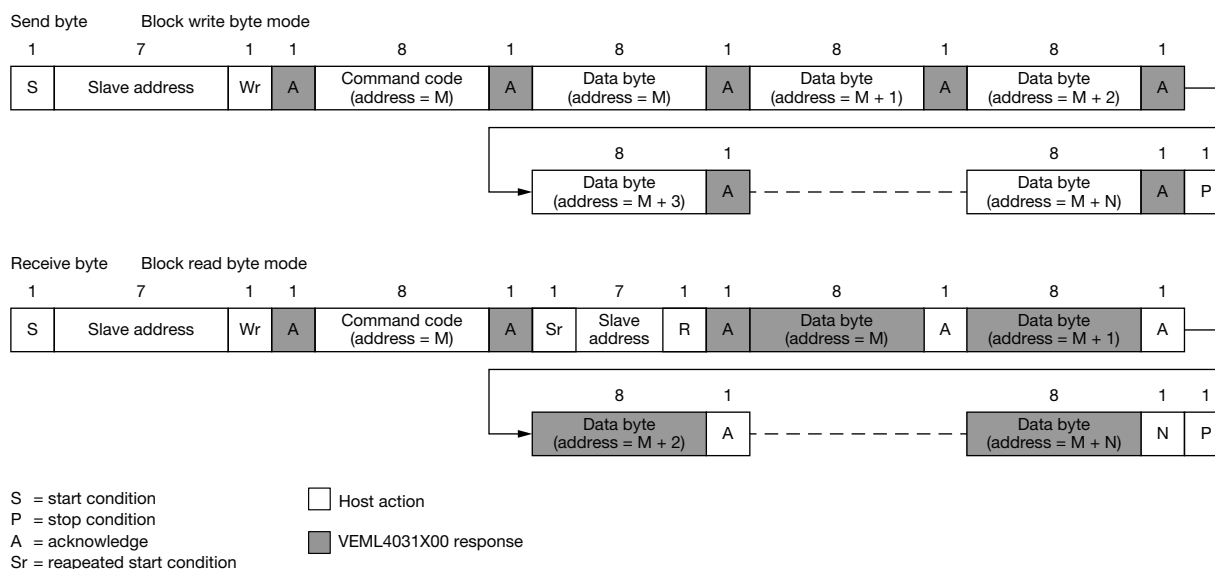 Send byte Block write byte mode
1 7 1 1 8 1 8 1 8 1 8 1
S Slave address Wr A Command code (address = M) A Data byte (address = M) A Data byte (address = M + 1) A Data byte (address = M + 2) A
8 1 8 1 1
Data byte (address = M + 3) A Data byte (address = M + N) A P
Receive byte Block read byte mode
1 7 1 1 8 1 1 7 1 1 8 1 8 1
S Slave address Wr A Command code (address = M) A Sr Slave address R A Data byte (address = M) A Data byte (address = M + 1) A
8 1 8 1 1
Data byte (address = M + 2) A Data byte (address = M + N) N P
S = start condition
P = stop condition
A = acknowledge
Sr = reapeated start condition
Host action
VEML4031X00 response